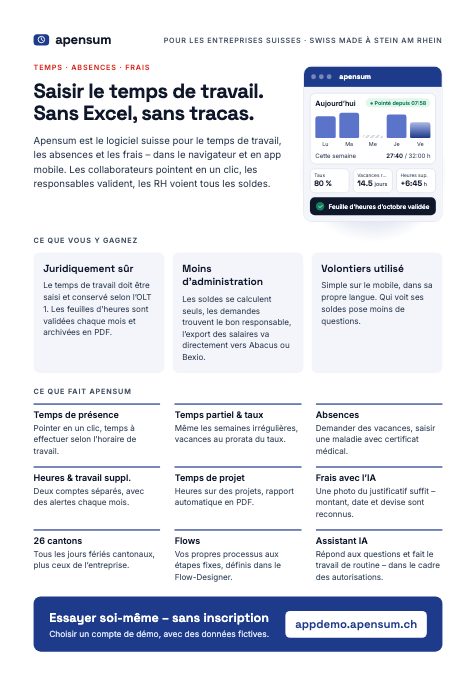 apensum
POUR LES ENTREPRISES SUISSES · SWISS MADE À STEIN AM RHEIN
TEMPS · ABSENCES · FRAIS
Saisir le temps de travail.
Sans Excel, sans tracas.
Apensum est le logiciel suisse pour le temps de travail,
les absences et les frais – dans le navigateur et en app
mobile. Les collaborateurs pointent en un clic, les
responsables valident, les RH voient tous les soldes.
apensum
Aujourd'hui
• Pointé depuis 07:58
Lu Ma Me Je Ve
Cette semaine 27:40 / 32:00 h
Taux
80 %
Vacances r…
14.5 jours
Heures sup.
+6:45 h
Feuille d'heures d'octobre validée
CE QUE VOUS Y GAGNEZ
Juridiquement sûr
Le temps de travail doit être
saisi et conservé selon l'OLT
1. Les feuilles d'heures sont
validées chaque mois et
archivées en PDF.
Moins
d'administration
Les soldes se calculent
seuls, les demandes
trouvent le bon responsable,
l'export des salaires va
directement vers Abacus ou
Bexio.
Volontiers utilisé
Simple sur le mobile, dans sa
propre langue. Qui voit ses
soldes pose moins de
questions.
CE QUE FAIT APENSUM
Temps de présence
Pointer en un clic, temps à
effectuer selon l'horaire de
travail.
Temps partiel & taux
Même les semaines irrégulières,
vacances au prorata du taux.
Absences
Demander des vacances, saisir
une maladie avec certificat
médical.
Heures & travail suppl.
Deux comptes séparés, avec
des alertes chaque mois.
Temps de projet
Heures sur des projets, rapport
automatique en PDF.
Frais avec l'IA
Une photo du justificatif suffit –
montant, date et devise sont
reconnus.
26 cantons
Tous les jours fériés cantonaux,
plus ceux de l'entreprise.
Flows
Vos propres processus aux
étapes fixes, définis dans le
Flow-Designer.
Assistant IA
Répond aux questions et fait le
travail de routine – dans le cadre
des autorisations.
Essayer soi-même – sans inscription
Choisir un compte de démo, avec des données fictives.
appdemo.apensum.ch